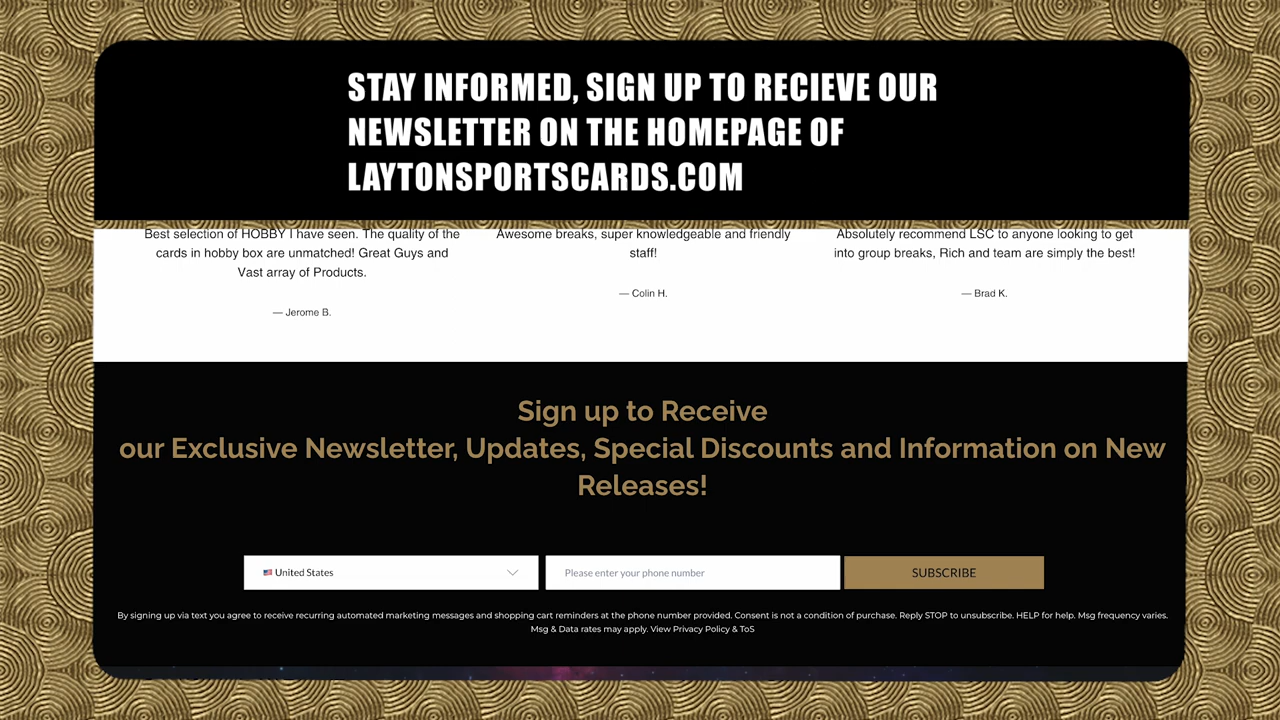 STAY INFORMED, SIGN UP TO RECIEVE OUR
NEWSLETTER ON THE HOMEPAGE OF
LAYTONSPORTSCARDS.COM
Best selection of HOBBY I have seen. The quality of the
cards in hobby box are unmatched! Great Guys and
Vast array of Products.
— Jerome B.
Awesome breaks, super knowledgeable and friendly
staff!
— Colin H.
Absolutely recommend LSC to anyone looking to get
into group breaks, Rich and team are simply the best!
— Brad K.
Sign up to Receive
our Exclusive Newsletter, Updates, Special Discounts and Information on New
Releases!
United States
Please enter your phone number
SUBSCRIBE
By signing up via text you agree to receive recurring automated marketing messages and shopping cart reminders at the phone number provided. Consent is not a condition of purchase. Reply STOP to unsubscribe. HELP for help. Msg frequency varies.
Msg & Data rates may apply. View Privacy Policy & ToS